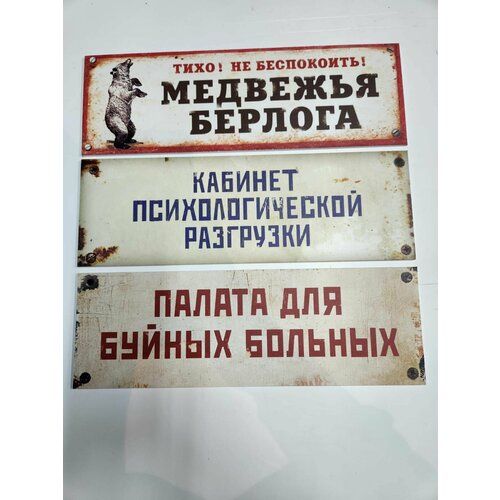 ТИХО! НЕ БЕСПОКОИТЬ!
МЕДВЕЖЬЯ
БЕРЛОГА
КАБИНЕТ
ПСИХОЛОГИЧЕСКОЙ
РАЗГРУЗКИ
ПАЛАТА ДЛЯ
БУЙНЫХ БОЛЬНЫХ